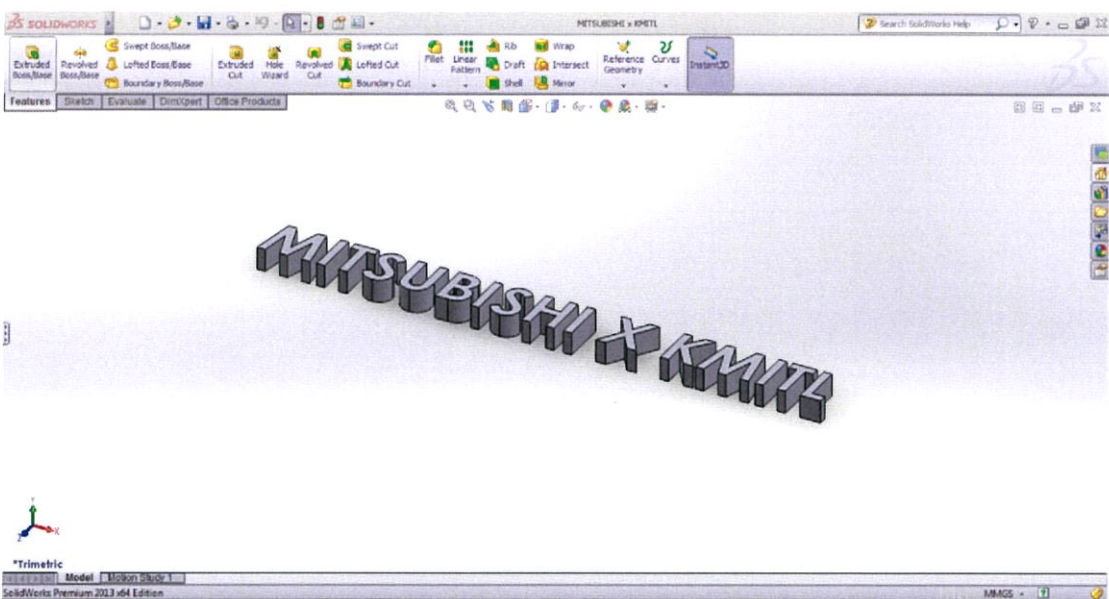 SOLIDWORKS
MITSUBISHI x KMITL
Search SolidWorks Help
Extruded Boss/Base
Revolved Boss/Base
Swept Boss/Base
Lofted Boss/Base
Boundary Boss/Base
Extruded Cut
Hole Wizard
Revolved Cut
Swept Cut
Lofted Cut
Boundary Cut
Fillet
Linear Pattern
Rib
Draft
Shell
Wrap
Intersect
Mirror
Reference Geometry
Curves
Instant3D
Features
Sketch
Evaluate
DimXpert
Office Products
MITSUBISHI X KMITL
Y
X
Z
*Trimetric
Model
Motion Study 1
SolidWorks Premium 2013 x64 Edition
MMGS